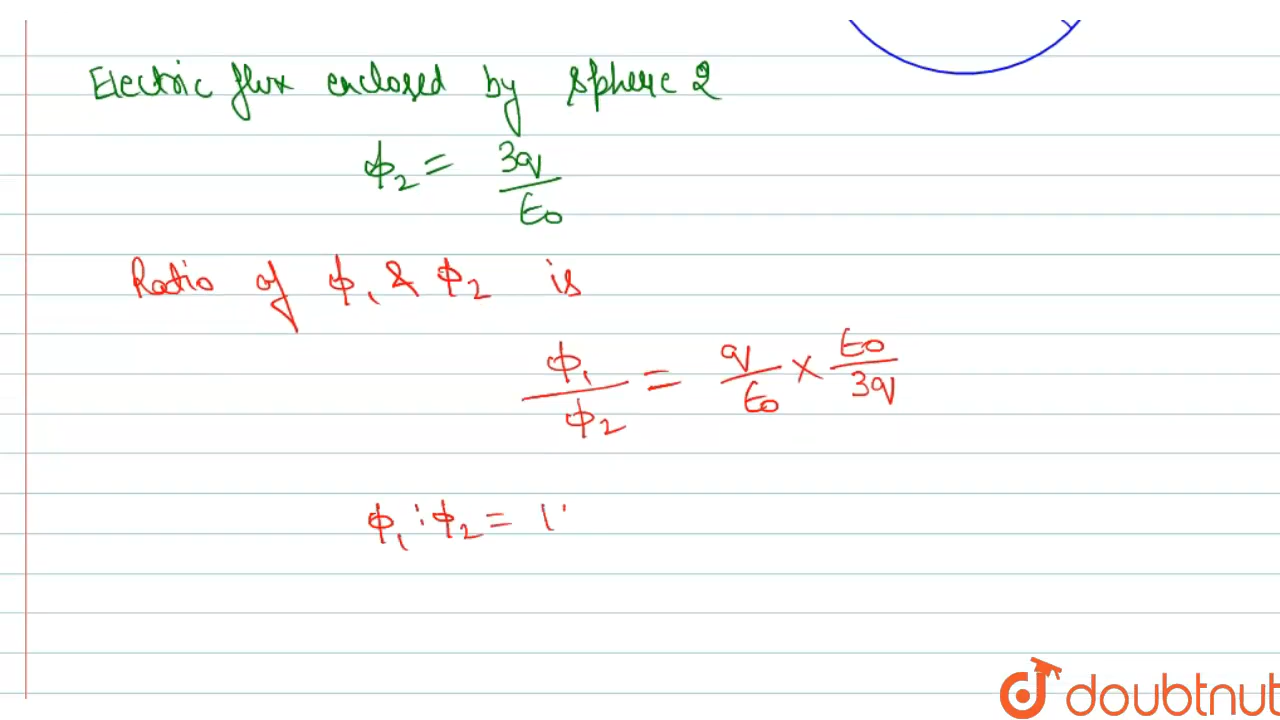 Electric flux enclosed by sphere 2
ϕ₂ = 3q/ε₀
Ratio of ϕ₁ & ϕ₂ is
ϕ₁/ϕ₂ = q/ε₀ × ε₀/3q
ϕ₁ : ϕ₂ = 1:
doubtnut